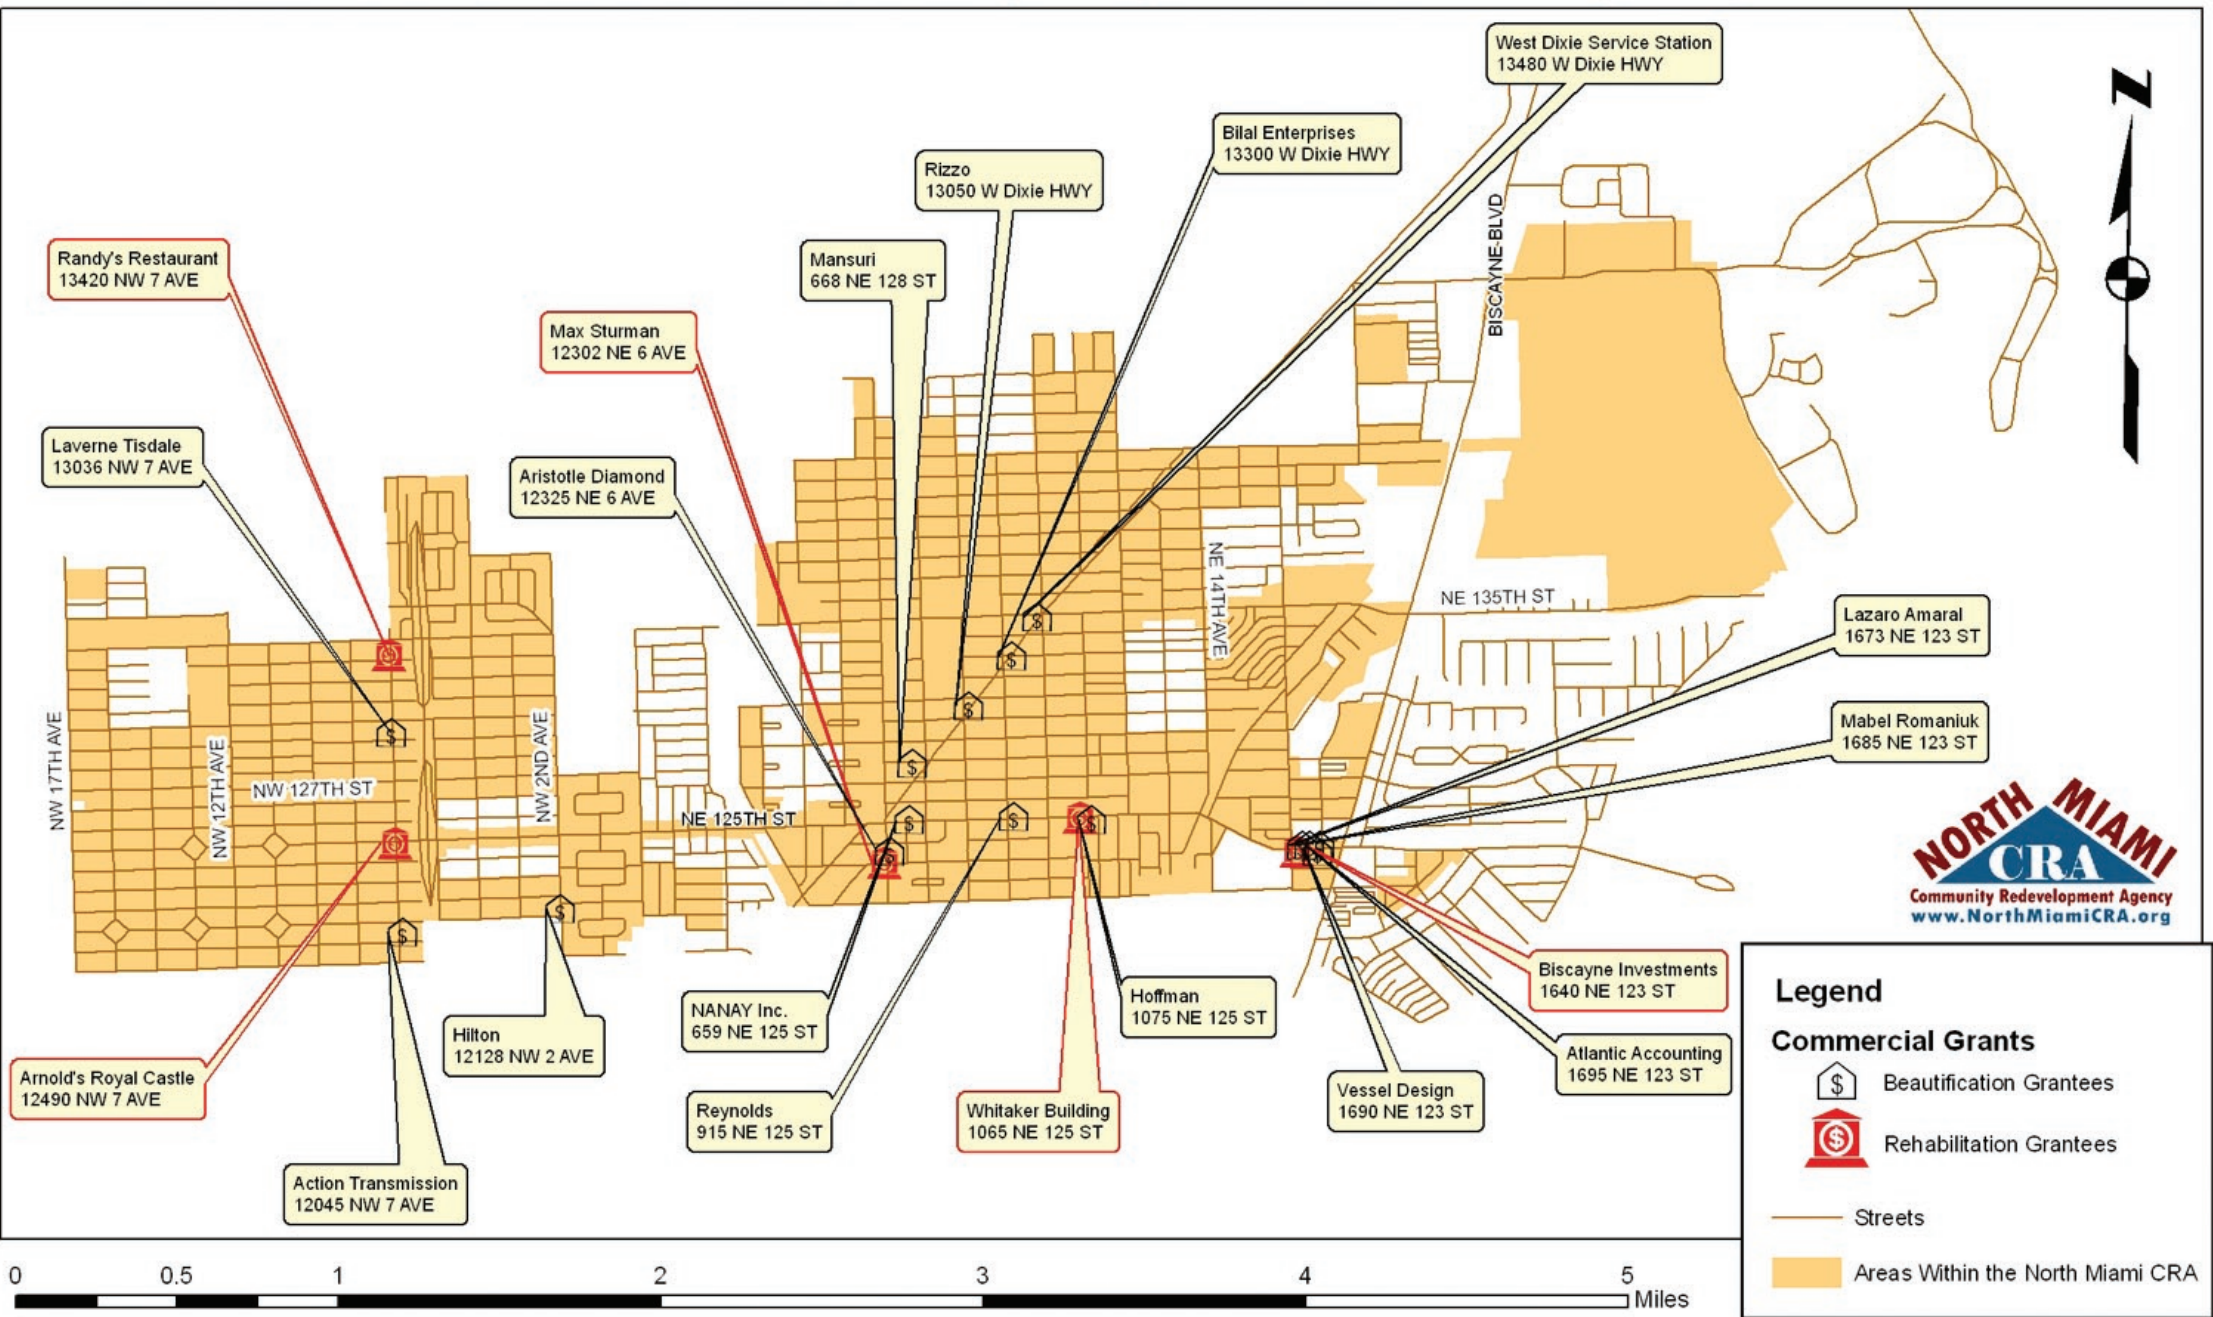 West Dixie Service Station
13480 W Dixie HWY
Bilal Enterprises
13300 W Dixie HWY
Rizzo
13050 W Dixie HWY
Mansuri
668 NE 128 ST
Randy's Restaurant
13420 NW 7 AVE
Max Sturman
12302 NE 6 AVE
Laverne Tisdale
13036 NW 7 AVE
Aristotle Diamond
12325 NE 6 AVE
N
BISCAYNE BLVD
NE 14TH AVE
NE 135TH ST
Lazaro Amaral
1673 NE 123 ST
Mabel Romaniuk
1685 NE 123 ST
NW 17TH AVE
NW 12TH AVE
NW 127TH ST
NW 2ND AVE
NE 125TH ST
NORTH MIAMI
CRA
Community Redevelopment Agency
www.NorthMiamiCRA.org
Biscayne Investments
1640 NE 123 ST
Hoffman
1075 NE 125 ST
NANAY Inc.
659 NE 125 ST
Hilton
12128 NW 2 AVE
Atlantic Accounting
1695 NE 123 ST
Arnold's Royal Castle
12490 NW 7 AVE
Vessel Design
1690 NE 123 ST
Reynolds
915 NE 125 ST
Whitaker Building
1065 NE 125 ST
Action Transmission
12045 NW 7 AVE
Legend
Commercial Grants
$ Beautification Grantees
$ Rehabilitation Grantees
Streets
Areas Within the North Miami CRA
0 0.5 1 2 3 4 5
Miles